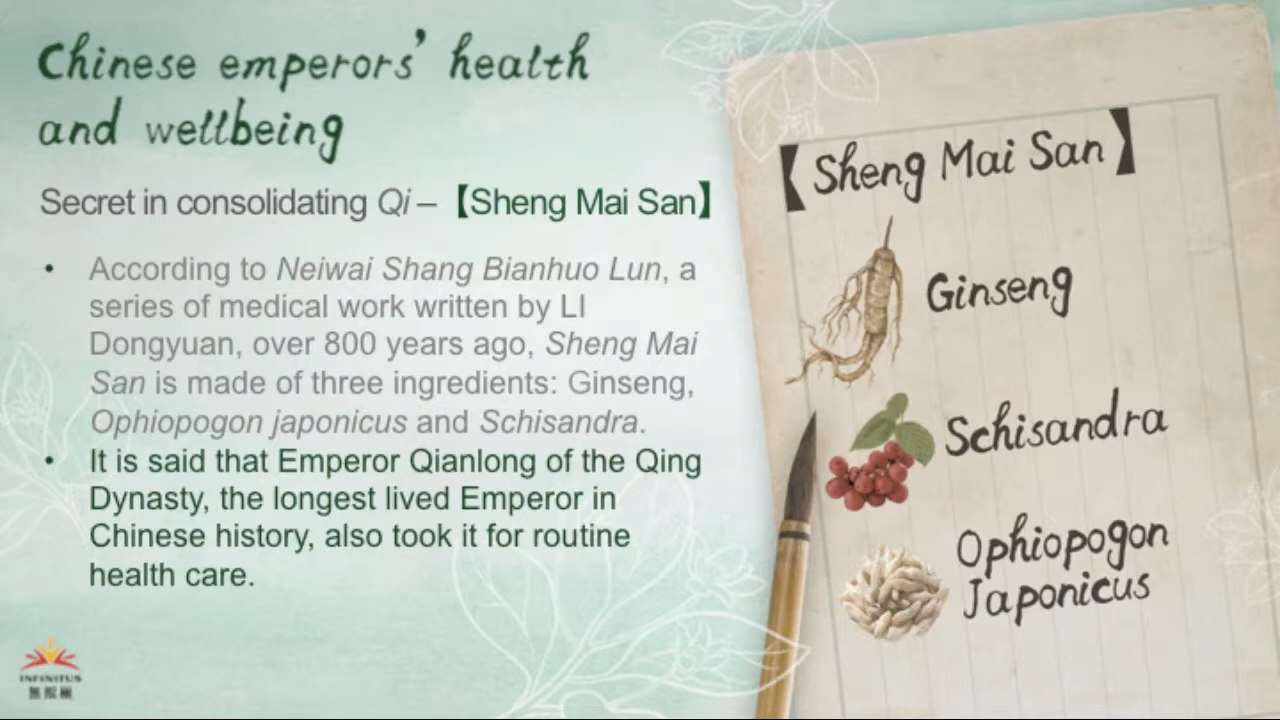 Chinese emperors' health
and wellbeing
Secret in consolidating Qi – 【Sheng Mai San】
• According to Neiwai Shang Bianhuo Lun, a
series of medical work written by LI
Dongyuan, over 800 years ago, Sheng Mai
San is made of three ingredients: Ginseng,
Ophiopogon japonicus and Schisandra.
• It is said that Emperor Qianlong of the Qing
Dynasty, the longest lived Emperor in
Chinese history, also took it for routine
health care.
【Sheng Mai San】
Ginseng
Schisandra
Ophiopogon
Japonicus
INFINITUS
無限極